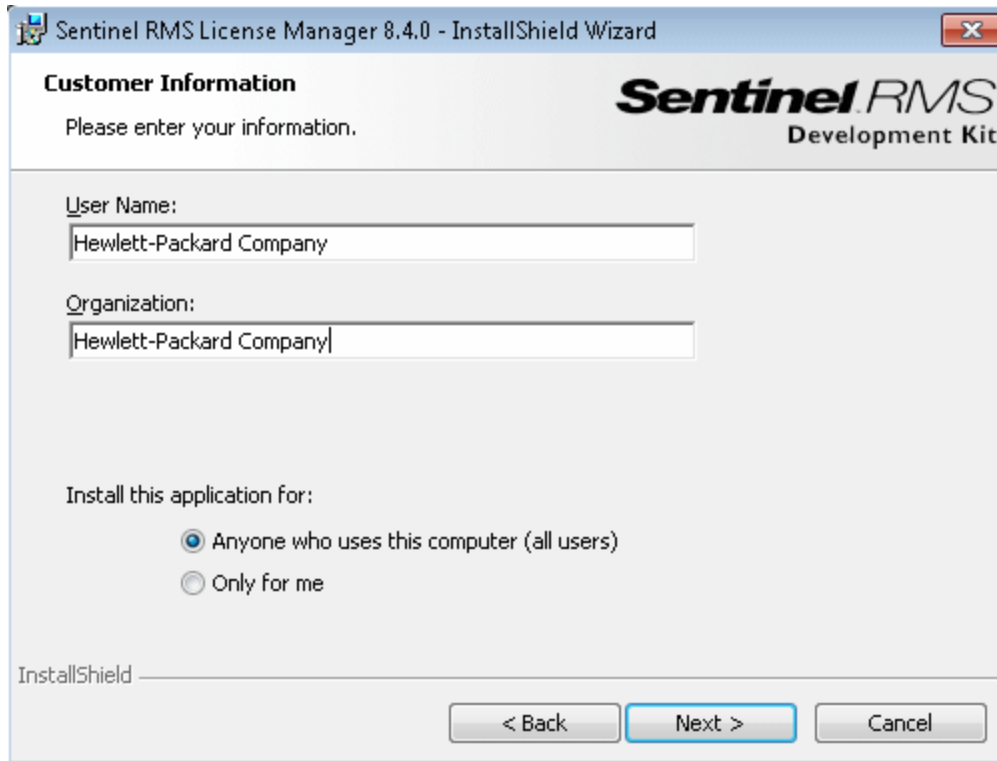 Sentinel RMS License Manager 8.4.0 - InstallShield Wizard
Customer Information
Please enter your information.
Sentinel RMS
Development Kit
User Name:
Hewlett-Packard Company
Organization:
Hewlett-Packard Company
Install this application for:
Anyone who uses this computer (all users)
Only for me
InstallShield
< Back Next > Cancel